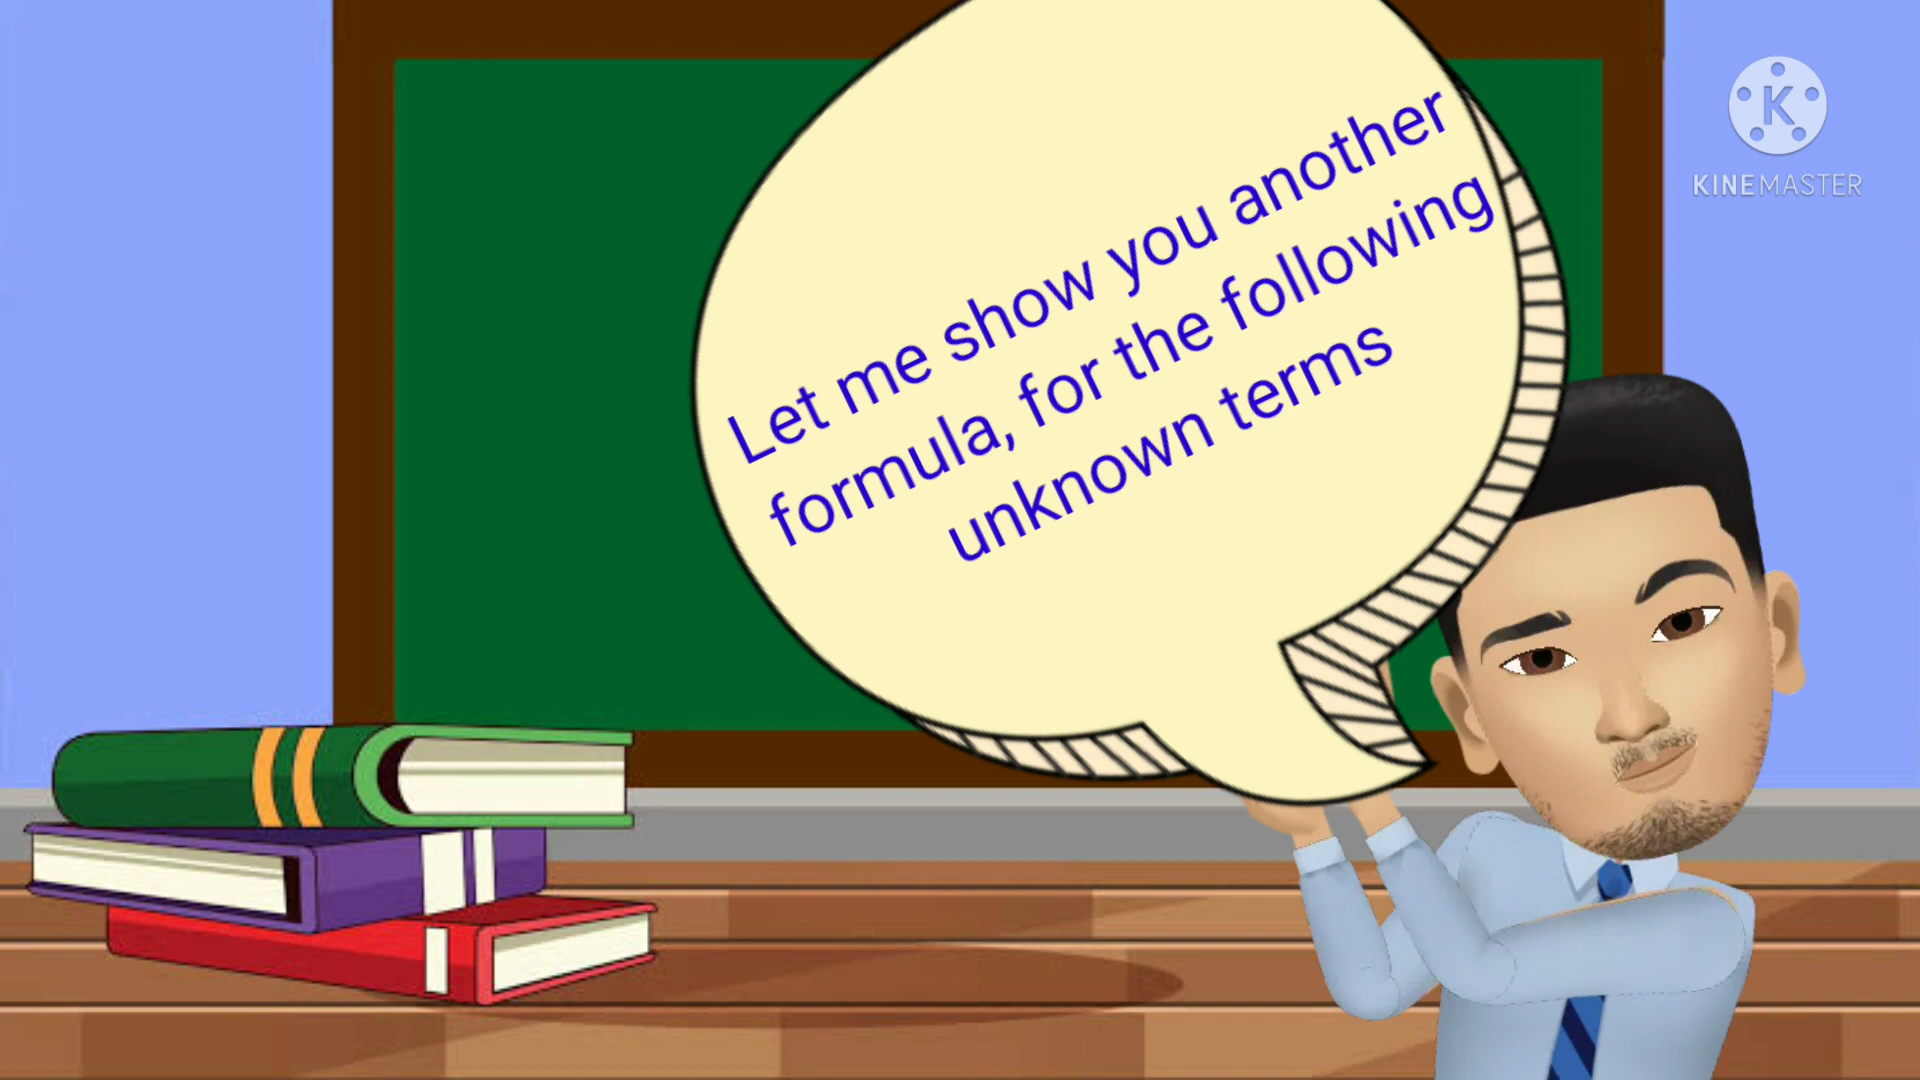 Let me show you another
formula, for the following
unknown terms
K
KINEMASTER